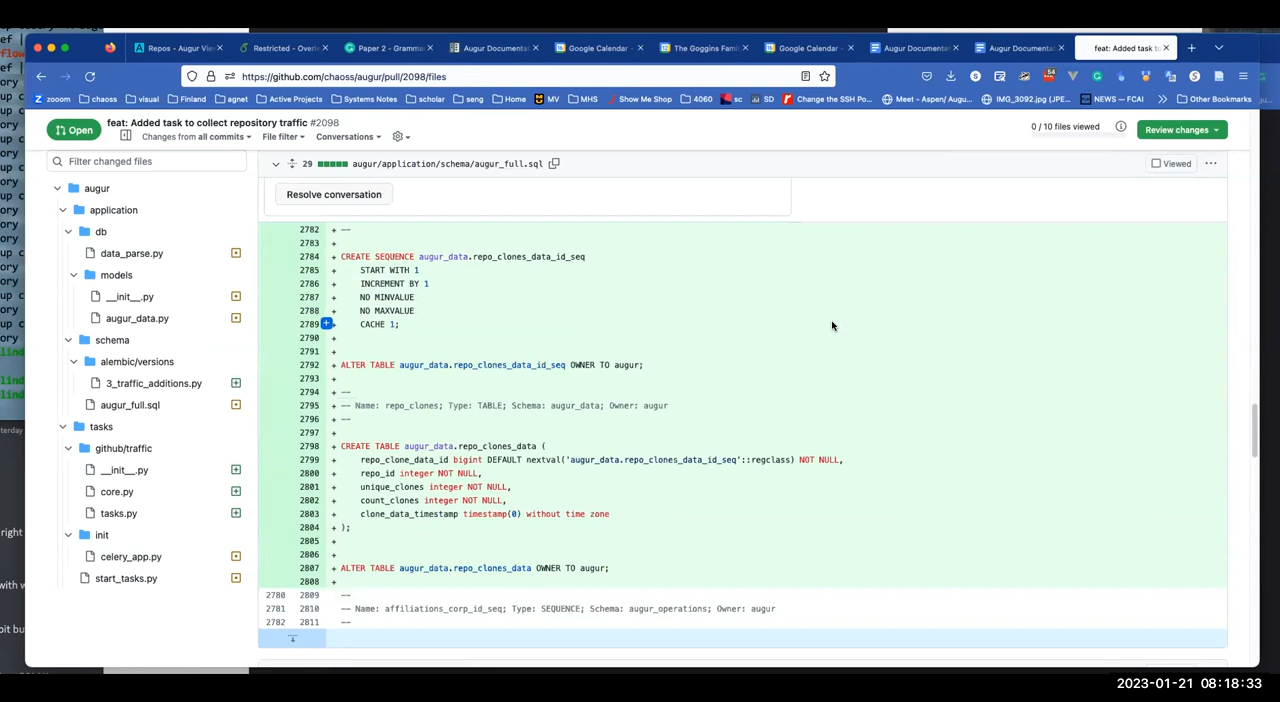 Repos - Augur Vie
Restricted - Overle
Paper 2 - Gramma
Augur Documentat
Google Calendar -
The Goggins Fami
Google Calendar -
Augur Documentat
Augur Documentat
feat: Added task to
https://github.com/chaoss/augur/pull/2098/files
54
zooom
chaoss
visual
Finland
agnet
Active Projects
Systems Notes
scholar
seng
Home
MV
MHS
Show Me Shop
4060
sc
SD
Change the SSH Po...
Meet - Aspen/ Augu...
IMG_3092.jpg (JPE...
NEWS — FCAI
Other Bookmarks
Open
feat: Added task to collect repository traffic #2098
Changes from all commits
File filter
Conversations
0 / 10 files viewed
Review changes
Filter changed files
augur
application
db
data_parse.py
models
__init__.py
augur_data.py
schema
alembic/versions
3_traffic_additions.py
augur_full.sql
tasks
github/traffic
__init__.py
core.py
tasks.py
init
celery_app.py
start_tasks.py
29 augur/application/schema/augur_full.sql
Viewed
Resolve conversation
2782 + --
2783 +
2784 + CREATE SEQUENCE augur_data.repo_clones_data_id_seq
2785 + START WITH 1
2786 + INCREMENT BY 1
2787 + NO MINVALUE
2788 + NO MAXVALUE
2789 + CACHE 1;
2790 +
2791 +
2792 + ALTER TABLE augur_data.repo_clones_data_id_seq OWNER TO augur;
2793 +
2794 + --
2795 + -- Name: repo_clones; Type: TABLE; Schema: augur_data; Owner: augur
2796 + --
2797 +
2798 + CREATE TABLE augur_data.repo_clones_data (
2799 + repo_clone_data_id bigint DEFAULT nextval('augur_data.repo_clones_data_id_seq'::regclass) NOT NULL,
2800 + repo_id integer NOT NULL,
2801 + unique_clones integer NOT NULL,
2802 + count_clones integer NOT NULL,
2803 + clone_data_timestamp timestamp(0) without time zone
2804 + );
2805 +
2806 +
2807 + ALTER TABLE augur_data.repo_clones_data OWNER TO augur;
2808 +
2780 2809 --
2781 2810 -- Name: affiliations_corp_id_seq; Type: SEQUENCE; Schema: augur_operations; Owner: augur
2782 2811 --
2023-01-21 08:18:33